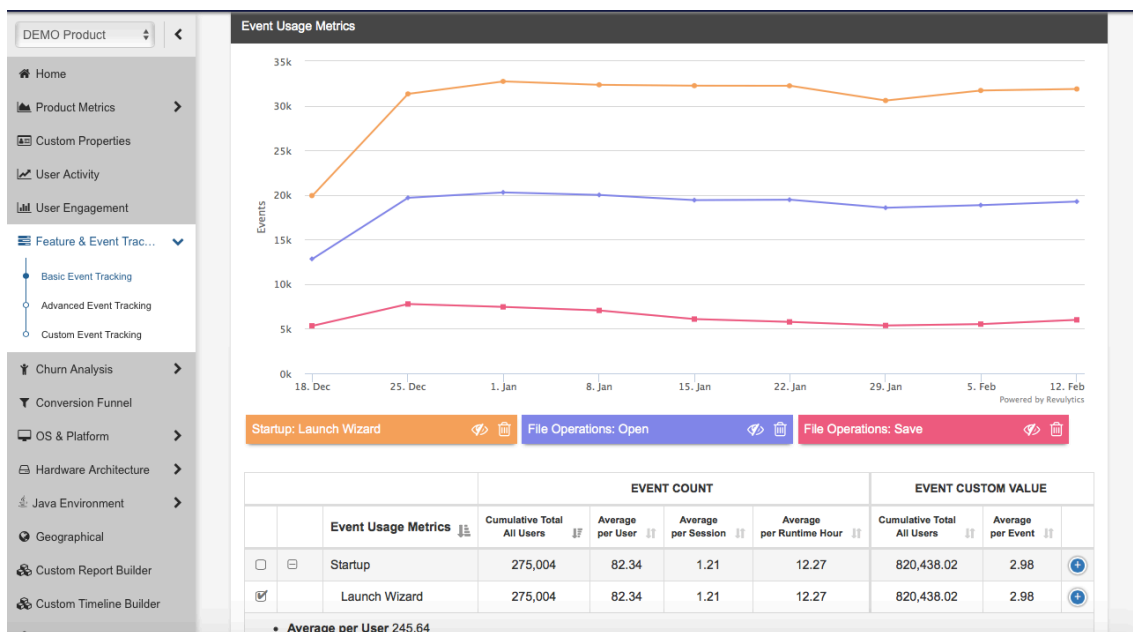 DEMO Product
Home
Product Metrics
Custom Properties
User Activity
User Engagement
Feature & Event Trac...
Basic Event Tracking
Advanced Event Tracking
Custom Event Tracking
Churn Analysis
Conversion Funnel
OS & Platform
Hardware Architecture
Java Environment
Geographical
Custom Report Builder
Custom Timeline Builder
Event Usage Metrics
35k
30k
25k
20k
15k
10k
5k
0k
Events
18. Dec 25. Dec 1. Jan 8. Jan 15. Jan 22. Jan 29. Jan 5. Feb 12. Feb
Powered by Revulytics
Startup: Launch Wizard File Operations: Open File Operations: Save
EVENT COUNT EVENT CUSTOM VALUE
Event Usage Metrics Cumulative Total All Users Average per User Average per Session Average per Runtime Hour Cumulative Total All Users Average per Event
Startup 275,004 82.34 1.21 12.27 820,438.02 2.98
Launch Wizard 275,004 82.34 1.21 12.27 820,438.02 2.98
• Average per User 245.64